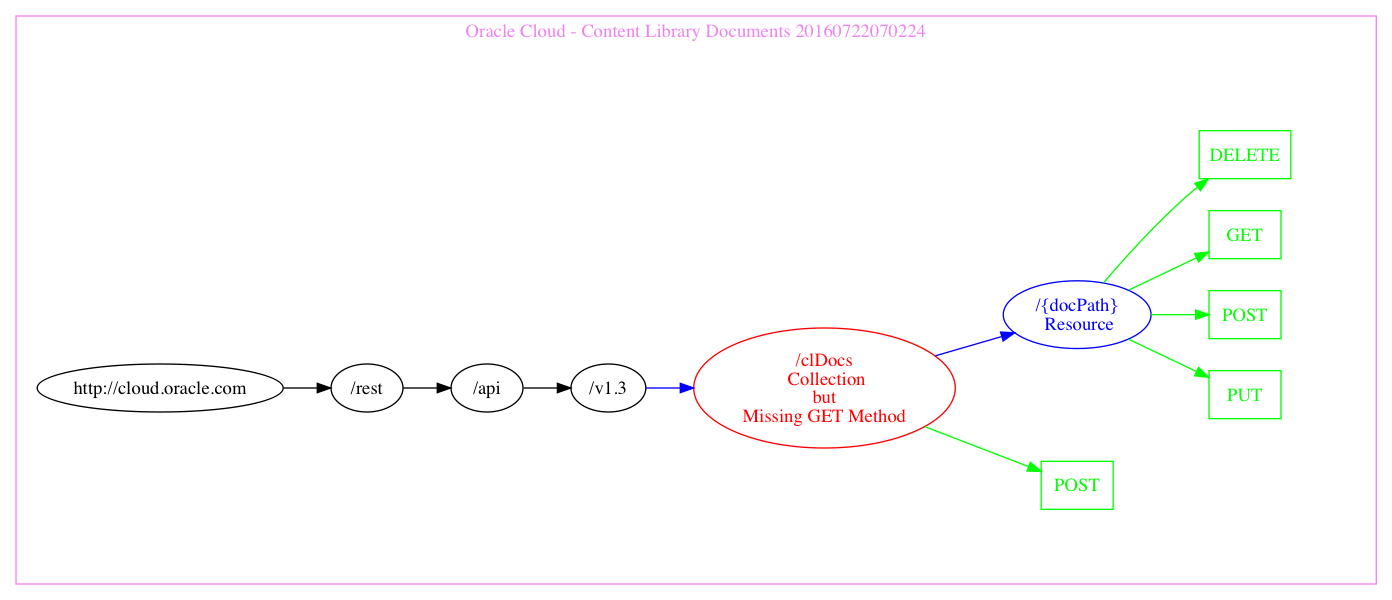 Oracle Cloud - Content Library Documents 20160722070224
http://cloud.oracle.com
/rest
/api
/v1.3
/clDocs
Collection
but
Missing GET Method
/{docPath}
Resource
DELETE
GET
POST
PUT
POST